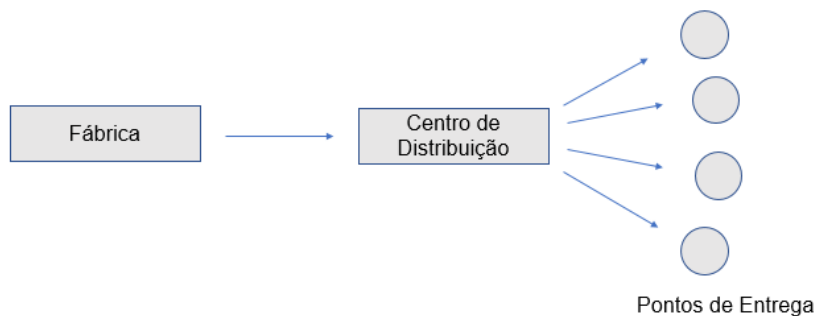 Fábrica
Centro de
Distribuição
Pontos de Entrega